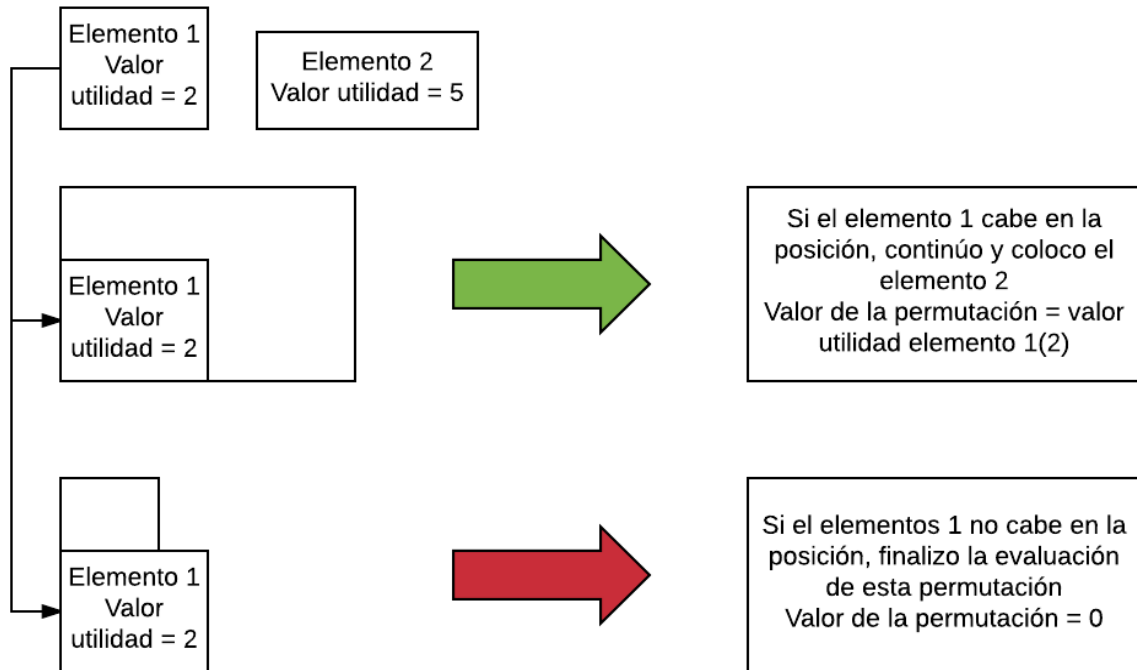 Elemento 1
Valor
utilidad = 2
Elemento 2
Valor utilidad = 5
Elemento 1
Valor
utilidad = 2
Si el elemento 1 cabe en la
posición, continúo y coloco el
elemento 2
Valor de la permutación = valor
utilidad elemento 1(2)
Elemento 1
Valor
utilidad = 2
Si el elementos 1 no cabe en la
posición, finalizo la evaluación
de esta permutación
Valor de la permutación = 0